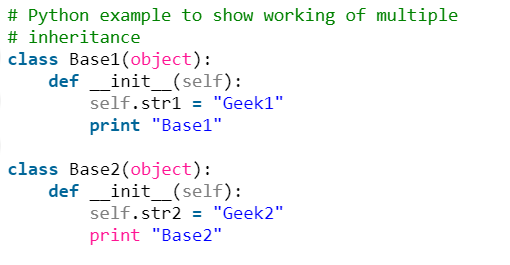 # Python example to show working of multiple
# inheritance
class Base1(object):
    def __init__(self):
        self.str1 = "Geek1"
        print "Base1"

class Base2(object):
    def __init__(self):
        self.str2 = "Geek2"
        print "Base2"